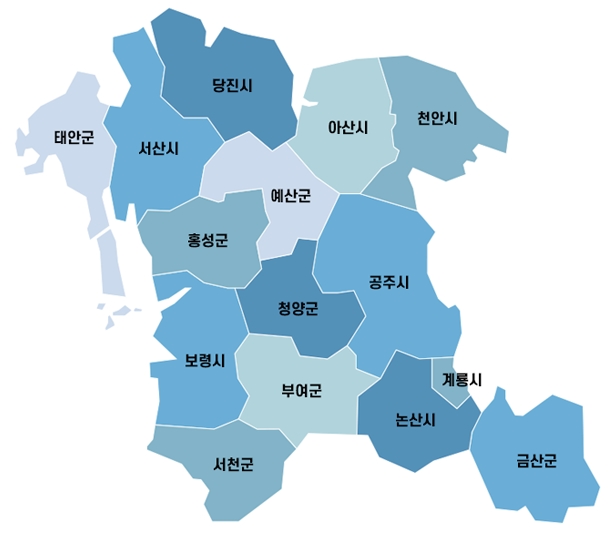 당진시
천안시
아산시
태안군
서산시
예산군
홍성군
공주시
청양군
보령시
계룡시
부여군
논산시
금산군
서천군